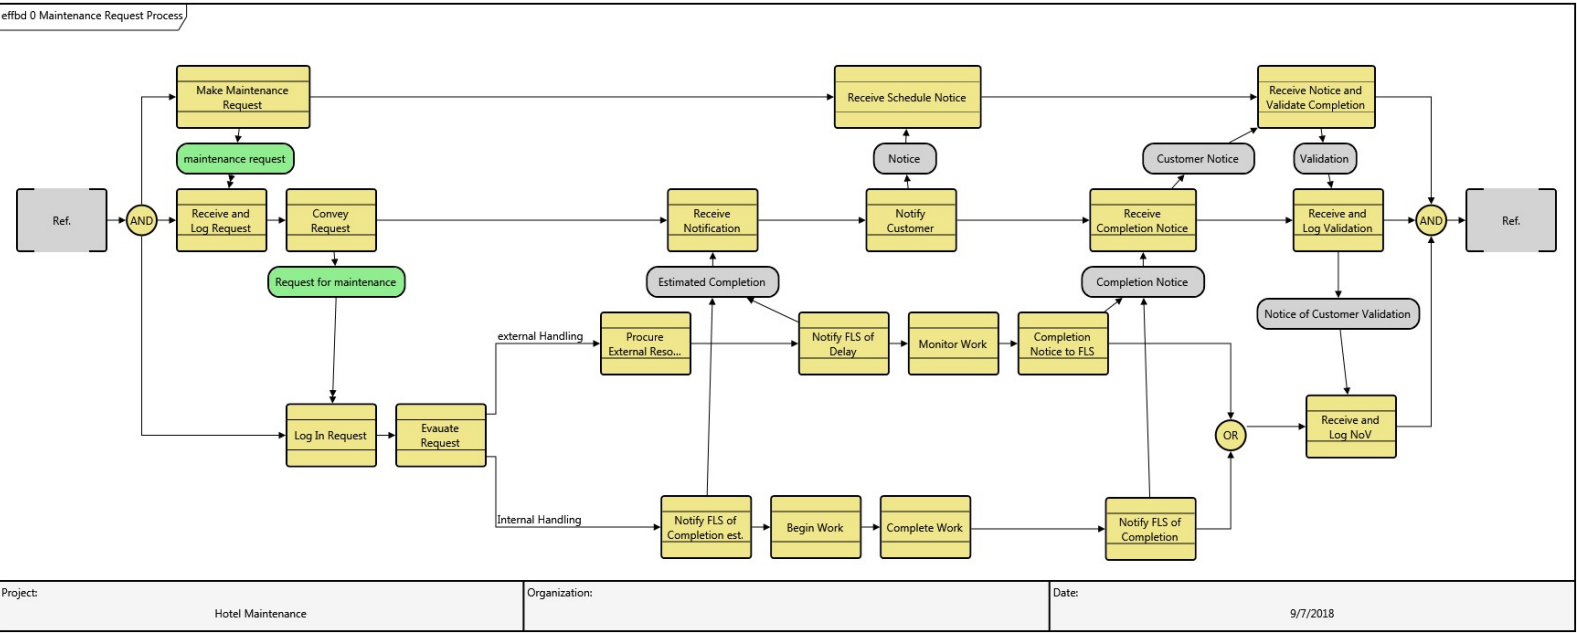 effbd 0 Maintenance Request Process
Make Maintenance
Request
Receive Schedule Notice
Receive Notice and
Validate Completion
maintenance request
Notice
Customer Notice
Validation
Ref.
AND
Receive and
Log Request
Convey
Request
Receive
Notification
Notify
Customer
Receive
Completion Notice
Receive and
Log Validation
AND
Ref.
Request for maintenance
Estimated Completion
Completion Notice
Notice of Customer Validation
external Handling
Procure
External Reso...
Notify FLS of
Delay
Monitor Work
Completion
Notice to FLS
Log In Request
Evauate
Request
OR
Receive and
Log NoV
Internal Handling
Notify FLS of
Completion est.
Begin Work
Complete Work
Notify FLS of
Completion
Project:
Hotel Maintenance
Organization:
Date:
9/7/2018